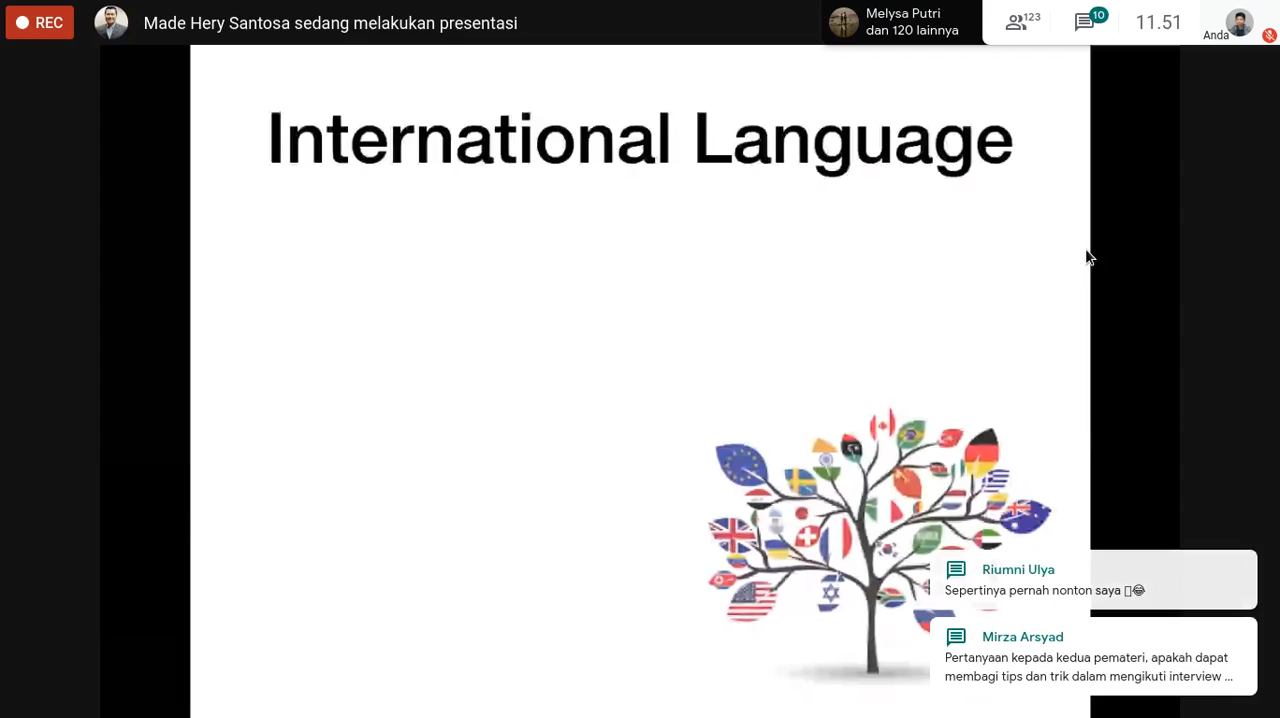 REC
Made Hery Santosa sedang melakukan presentasi
Melysa Putri
dan 120 lainnya
123
10
11.51
Anda
International Language
Riumni Ulya
Sepertinya pernah nonton saya 😂
Mirza Arsyad
Pertanyaan kepada kedua pemateri, apakah dapat
membagi tips dan trik dalam mengikuti interview ...